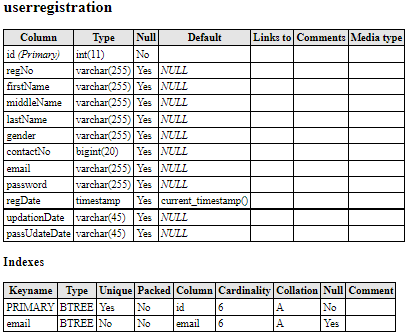 userregistration
Column Type Null Default Links to Comments Media type
id (Primary) int(11) No
regNo varchar(255) Yes NULL
firstName varchar(255) Yes NULL
middleName varchar(255) Yes NULL
lastName varchar(255) Yes NULL
gender varchar(255) Yes NULL
contactNo bigint(20) Yes NULL
email varchar(255) Yes NULL
password varchar(255) Yes NULL
regDate timestamp Yes current_timestamp()
updationDate varchar(45) Yes NULL
passUdateDate varchar(45) Yes NULL
Indexes
Keyname Type Unique Packed Column Cardinality Collation Null Comment
PRIMARY BTREE Yes No id 6 A No
email BTREE No No email 6 A Yes